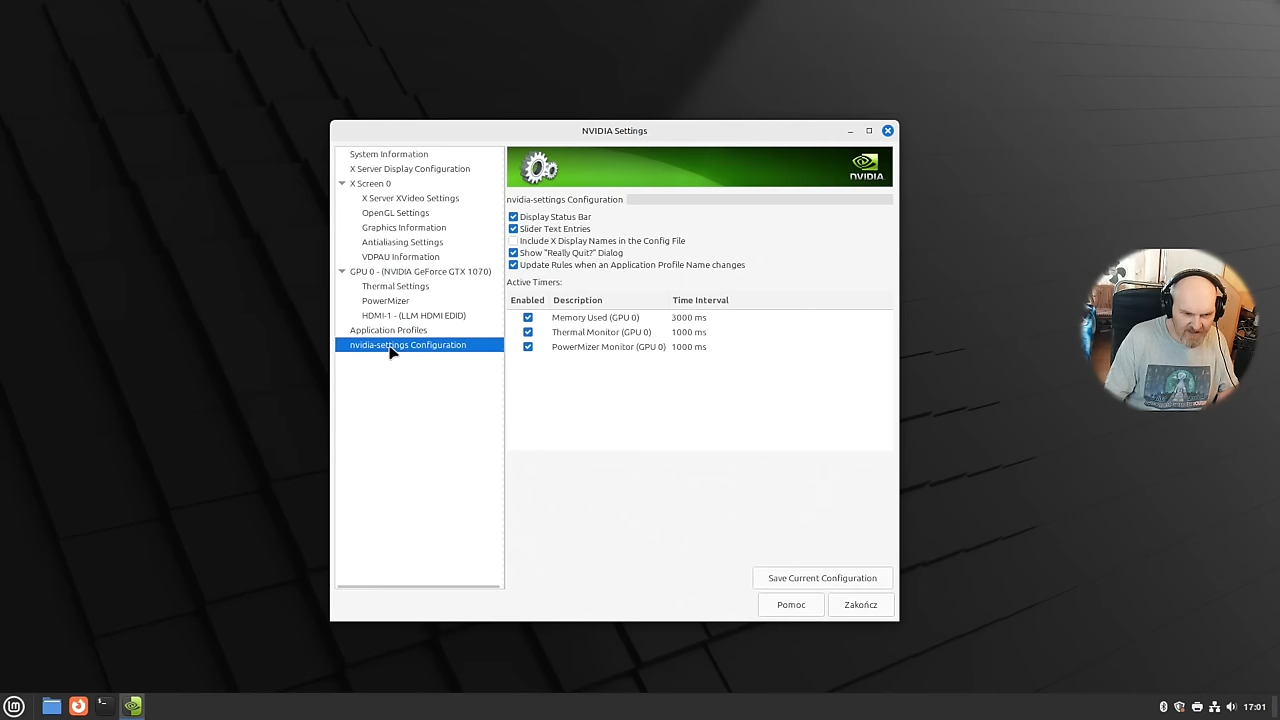 NVIDIA Settings
System Information
X Server Display Configuration
X Screen 0
X Server XVideo Settings
OpenGL Settings
Graphics Information
Antialiasing Settings
VDPAU Information
GPU 0 - (NVIDIA GeForce GTX 1070)
Thermal Settings
PowerMizer
HDMI-1 - (LLM HDMI EDID)
Application Profiles
nvidia-settings Configuration
NVIDIA
nvidia-settings Configuration
Display Status Bar
Slider Text Entries
Include X Display Names in the Config File
Show "Really Quit?" Dialog
Update Rules when an Application Profile Name changes
Active Timers:
Enabled Description Time Interval
Memory Used (GPU 0) 3000 ms
Thermal Monitor (GPU 0) 1000 ms
PowerMizer Monitor (GPU 0) 1000 ms
Save Current Configuration
Pomoc Zakończ
17:01